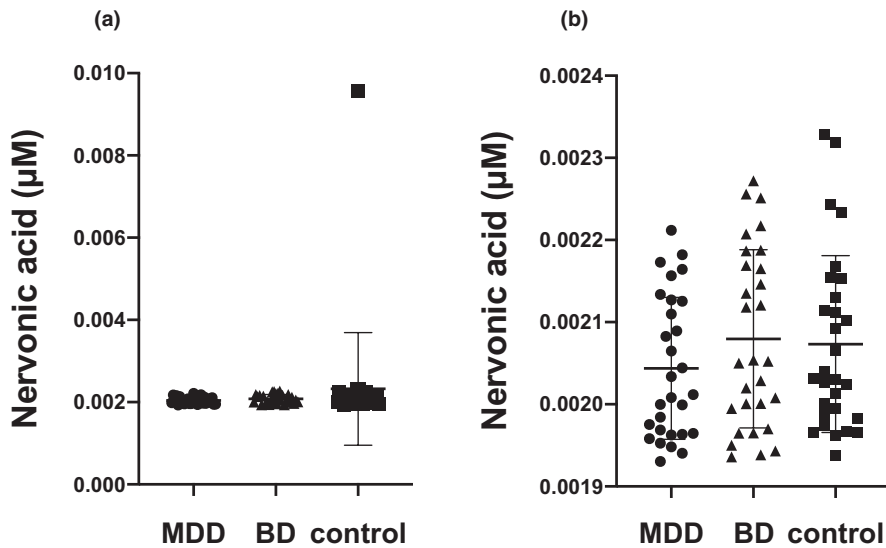 (a)
Nervonic acid (µM)
0.010
0.008
0.006
0.004
0.002
0.000
MDD BD control
(b)
Nervonic acid (µM)
0.0024
0.0023
0.0022
0.0021
0.0020
0.0019
MDD BD control